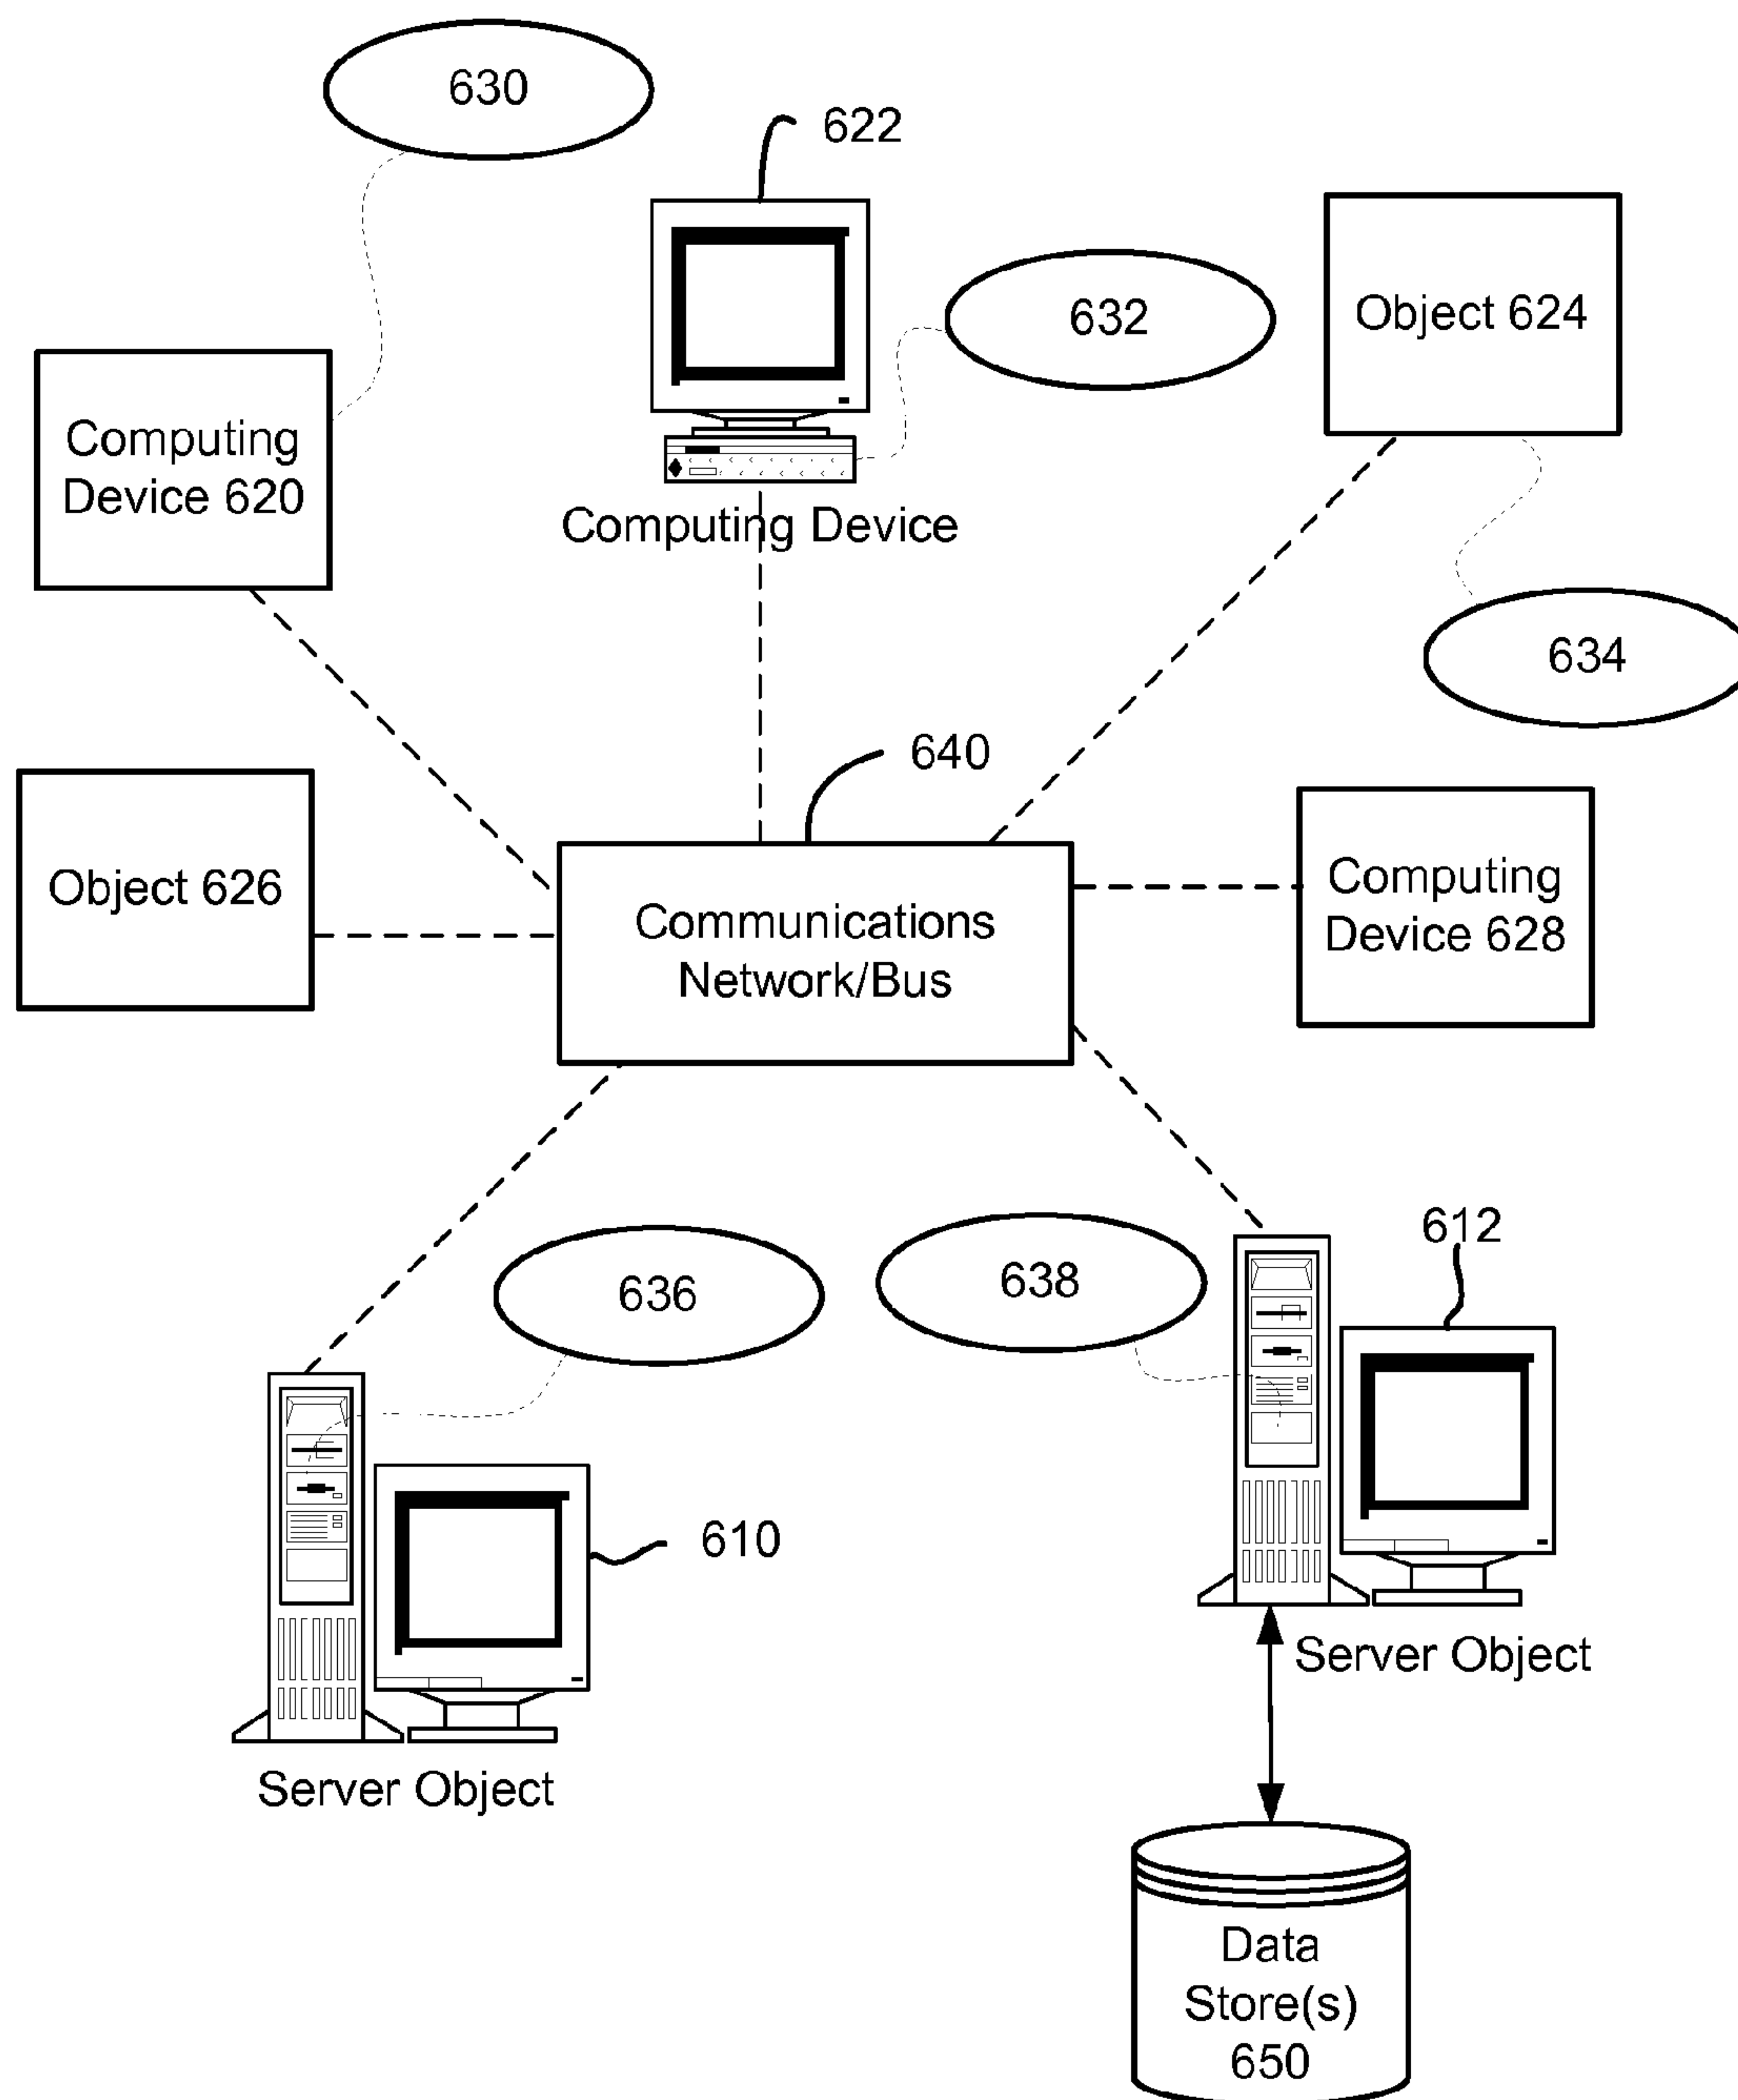 630
622
632
Object 624
Computing
Device 620
Computing Device
634
640
Object 626
Communications
Network/Bus
Computing
Device 628
636
638
612
610
Server Object
Server Object
Data
Store(s)
650